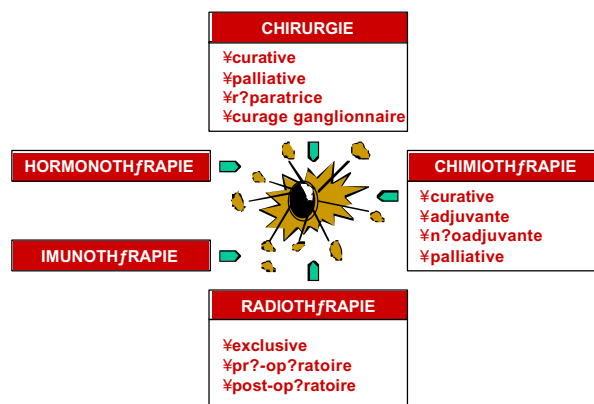 CHIRURGIE
¥curative
¥palliative
¥r?paratrice
¥curage ganglionnaire
HORMONOTHƒRAPIE
CHIMIOTHƒRAPIE
¥curative
¥adjuvante
¥n?oadjuvante
¥palliative
IMUNOTHƒRAPIE
RADIOTHƒRAPIE
¥exclusive
¥pr?-op?ratoire
¥post-op?ratoire